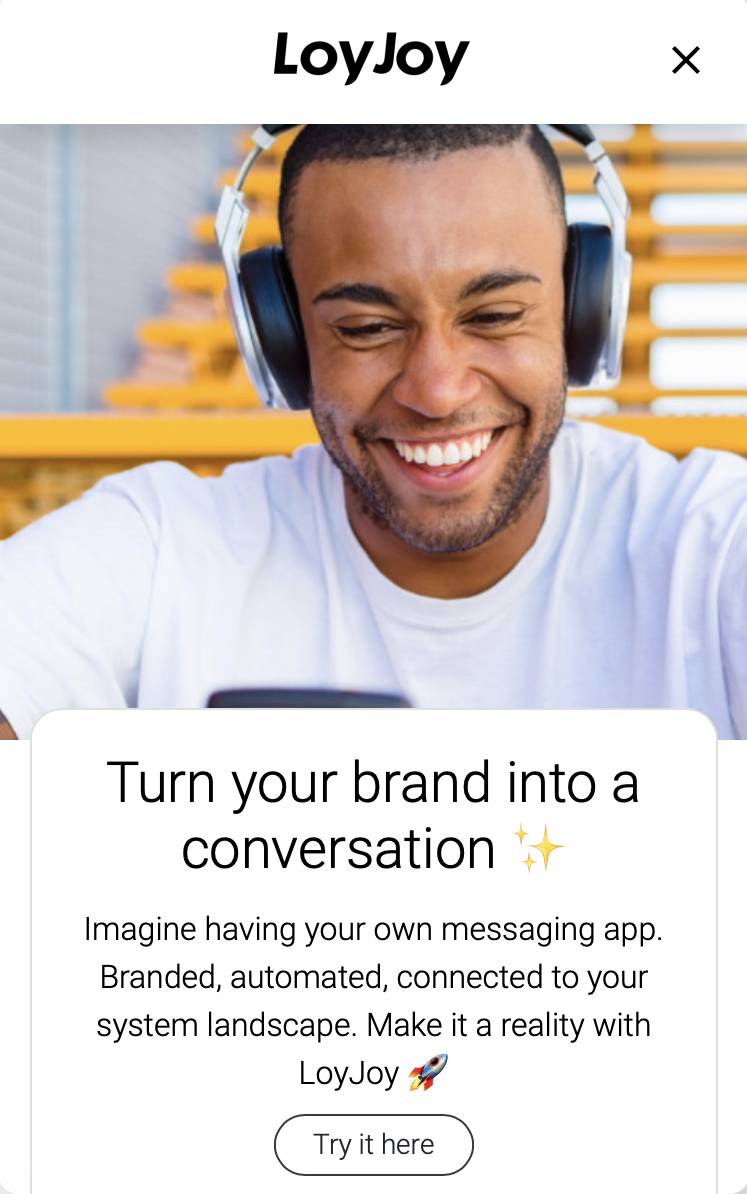 LoyJoy
Turn your brand into a
conversation ✨
Imagine having your own messaging app.
Branded, automated, connected to your
system landscape. Make it a reality with
LoyJoy 🚀
Try it here